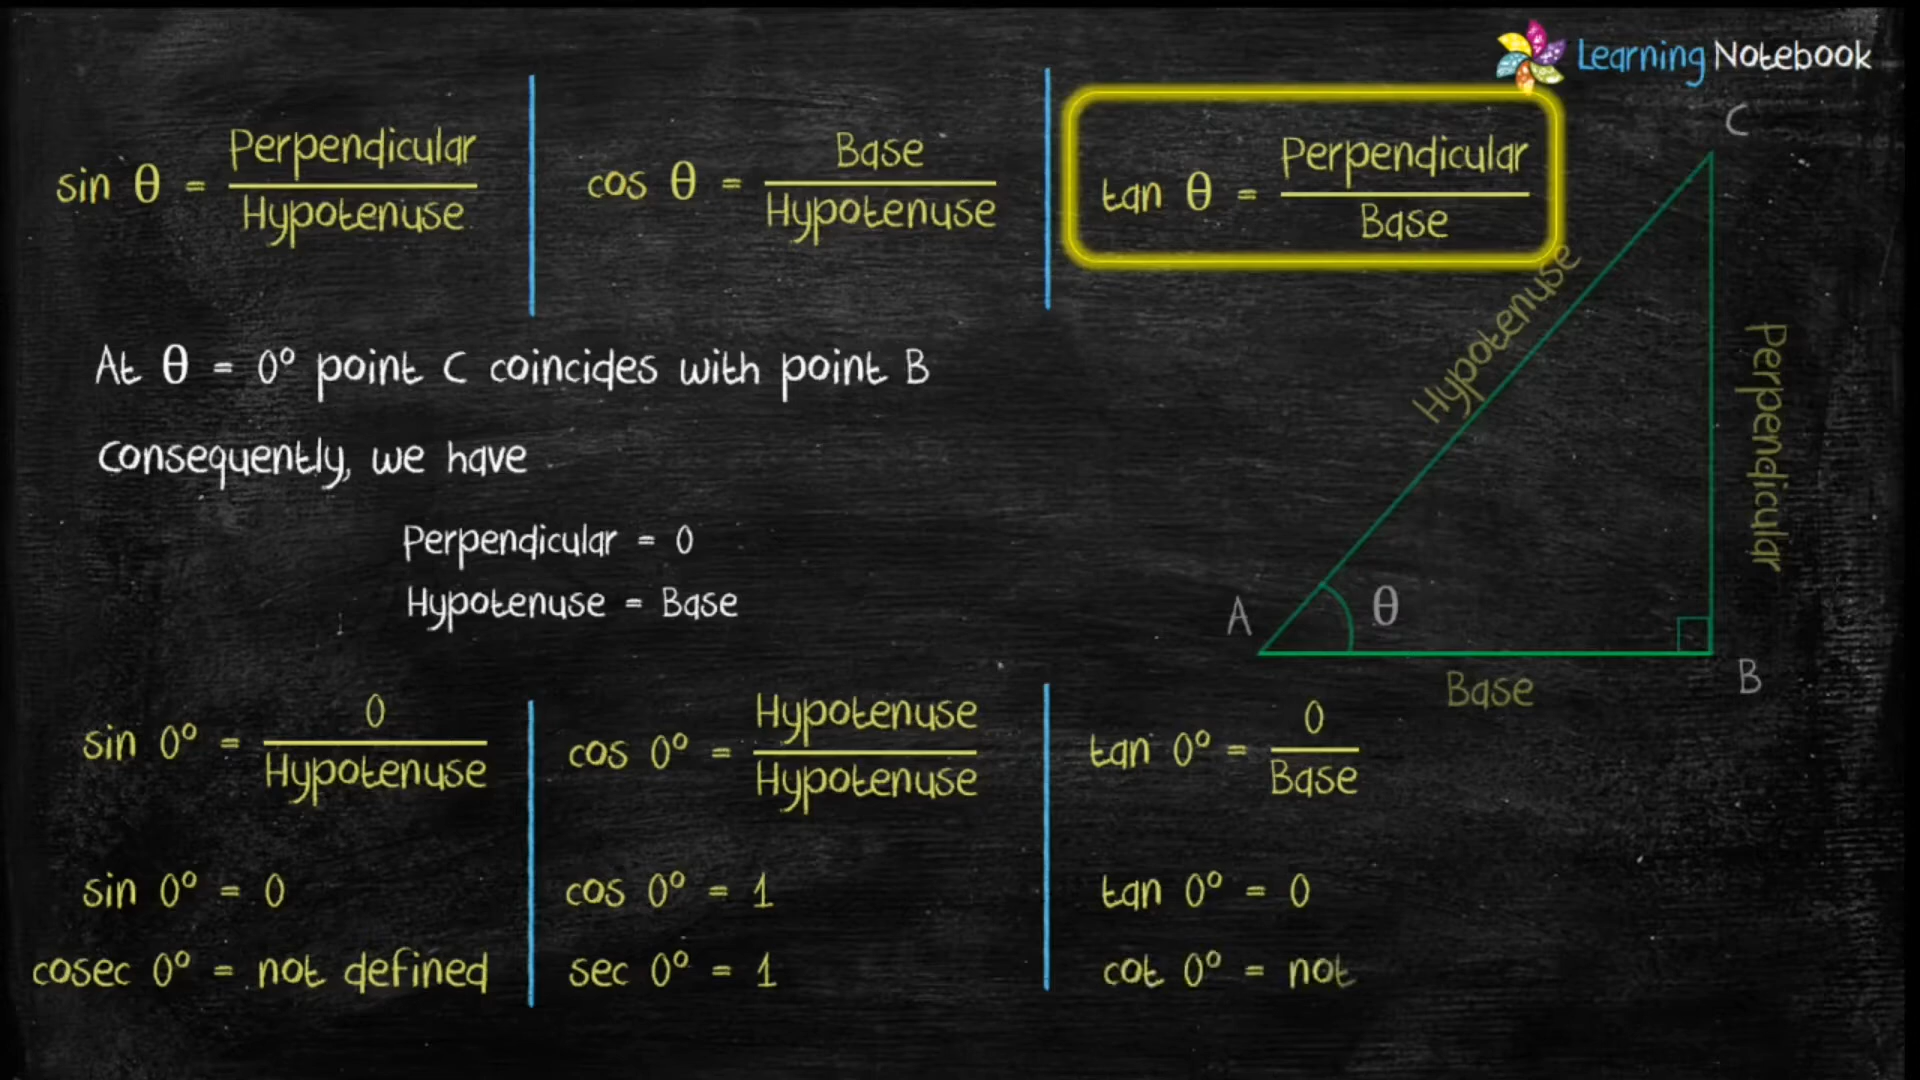 Learning Notebook
sin θ = Perpendicular / Hypotenuse
cos θ = Base / Hypotenuse
tan θ = Perpendicular / Base
At θ = 0° point C coincides with point B
Consequently, we have
Perpendicular = 0
Hypotenuse = Base
C
Hypotenuse
Perpendicular
A
θ
B
Base
sin 0° = 0 / Hypotenuse
cos 0° = Hypotenuse / Hypotenuse
tan 0° = 0 / Base
sin 0° = 0
cos 0° = 1
tan 0° = 0
cosec 0° = not defined
sec 0° = 1
cot 0° = not